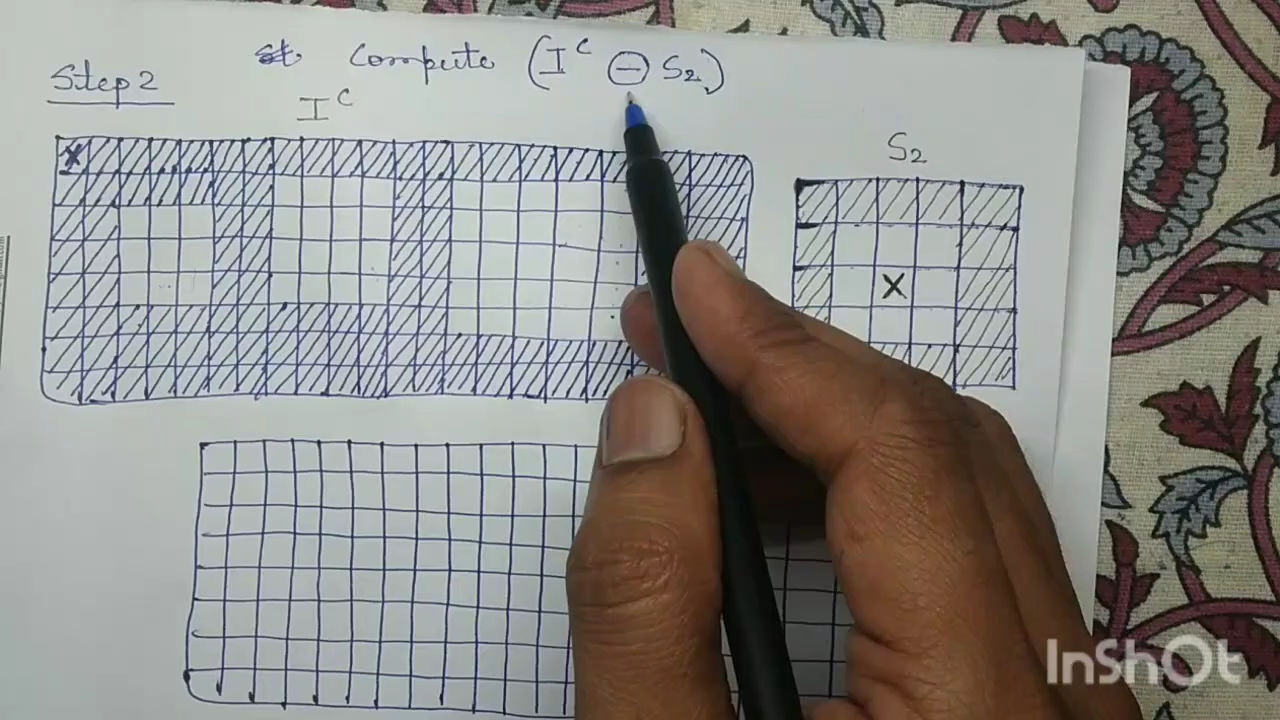 Step 2 Compute (I^C ⊖ S₂)
I^C
S₂
X
X
InShOt